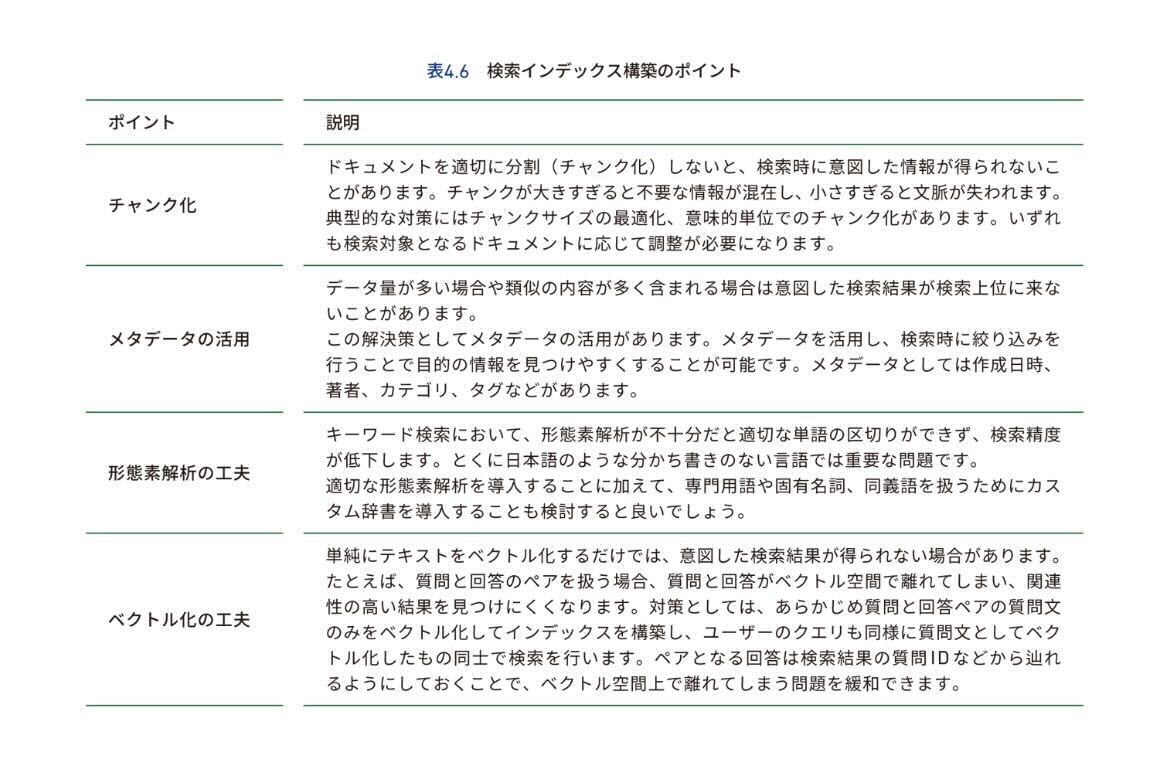 表4.6 検索インデックス構築のポイント
ポイント
説明
チャンク化
ドキュメントを適切に分割（チャンク化）しないと、検索時に意図した情報が得られないこ
とがあります。チャンクが大きすぎると不要な情報が混在し、小さすぎると文脈が失われます。
典型的な対策にはチャンクサイズの最適化、意味的単位でのチャンク化があります。いずれ
も検索対象となるドキュメントに応じて調整が必要になります。
メタデータの活用
データ量が多い場合や類似の内容が多く含まれる場合は意図した検索結果が検索上位に来な
いことがあります。
この解決策としてメタデータの活用があります。メタデータを活用し、検索時に絞り込みを
行うことで目的の情報を見つけやすくすることが可能です。メタデータとしては作成日時、
著者、カテゴリ、タグなどがあります。
形態素解析の工夫
キーワード検索において、形態素解析が不十分だと適切な単語の区切りができず、検索精度
が低下します。とくに日本語のような分かち書きのない言語では重要な問題です。
適切な形態素解析を導入することに加えて、専門用語や固有名詞、同義語を扱うためにカス
タム辞書を導入することも検討すると良いでしょう。
ベクトル化の工夫
単純にテキストをベクトル化するだけでは、意図した検索結果が得られない場合があります。
たとえば、質問と回答のペアを扱う場合、質問と回答がベクトル空間で離れてしまい、関連
性の高い結果を見つけにくくなります。対策としては、あらかじめ質問と回答ペアの質問文
のみをベクトル化してインデックスを構築し、ユーザーのクエリも同様に質問文としてベク
トル化したもの同士で検索を行います。ペアとなる回答は検索結果の質問IDなどから辿れ
るようにしておくことで、ベクトル空間上で離れてしまう問題を緩和できます。